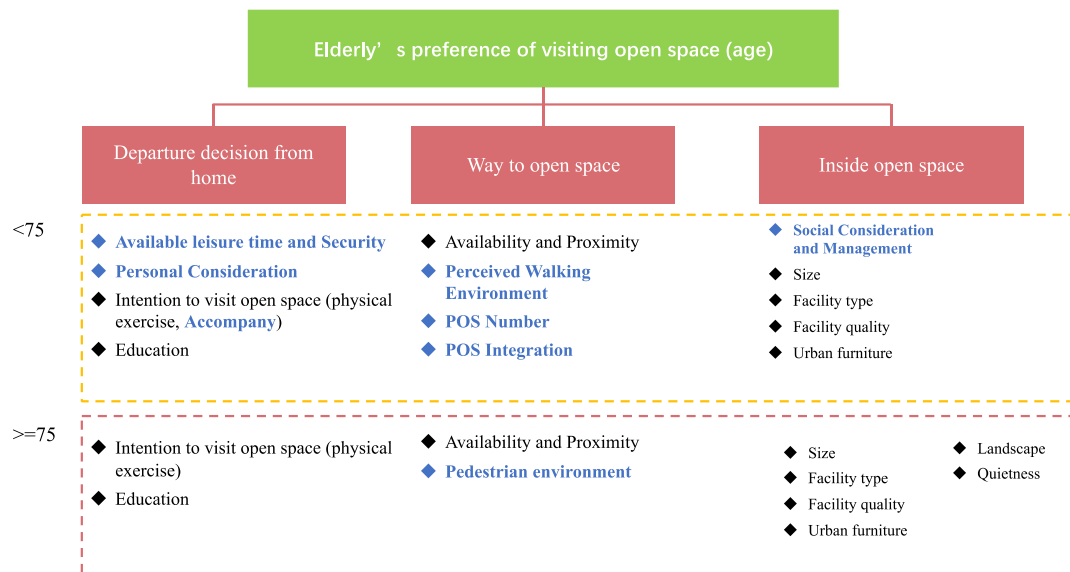 Elderly’ s preference of visiting open space (age)
Departure decision from
home
Way to open space
Inside open space
<75
Available leisure time and Security
Personal Consideration
Intention to visit open space (physical
exercise, Accompany)
Education
Availability and Proximity
Perceived Walking
Environment
POS Number
POS Integration
Social Consideration
and Management
Size
Facility type
Facility quality
Urban furniture
>=75
Intention to visit open space (physical
exercise)
Education
Availability and Proximity
Pedestrian environment
Size
Facility type
Facility quality
Urban furniture
Landscape
Quietness